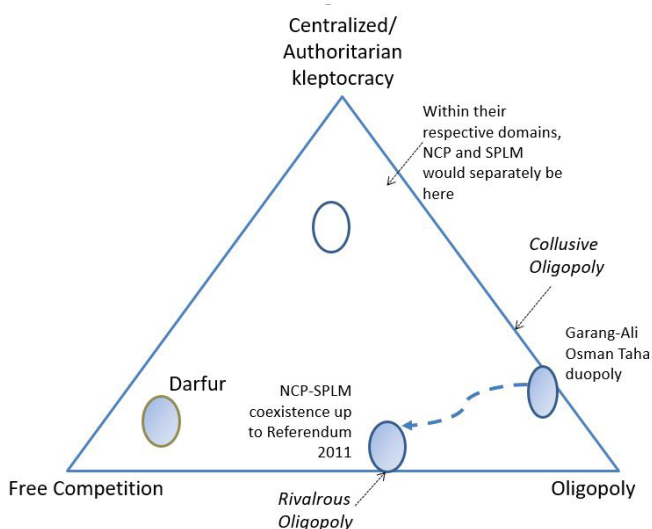 Centralized/
Authoritarian
kleptocracy
Within their
respective domains,
NCP and SPLM
would separately be
here
Collusive
Oligopoly
Garang-Ali
Osman Taha
duopoly
Darfur
NCP-SPLM
coexistence up
to Referendum
2011
Free Competition
Rivalrous
Oligopoly
Oligopoly